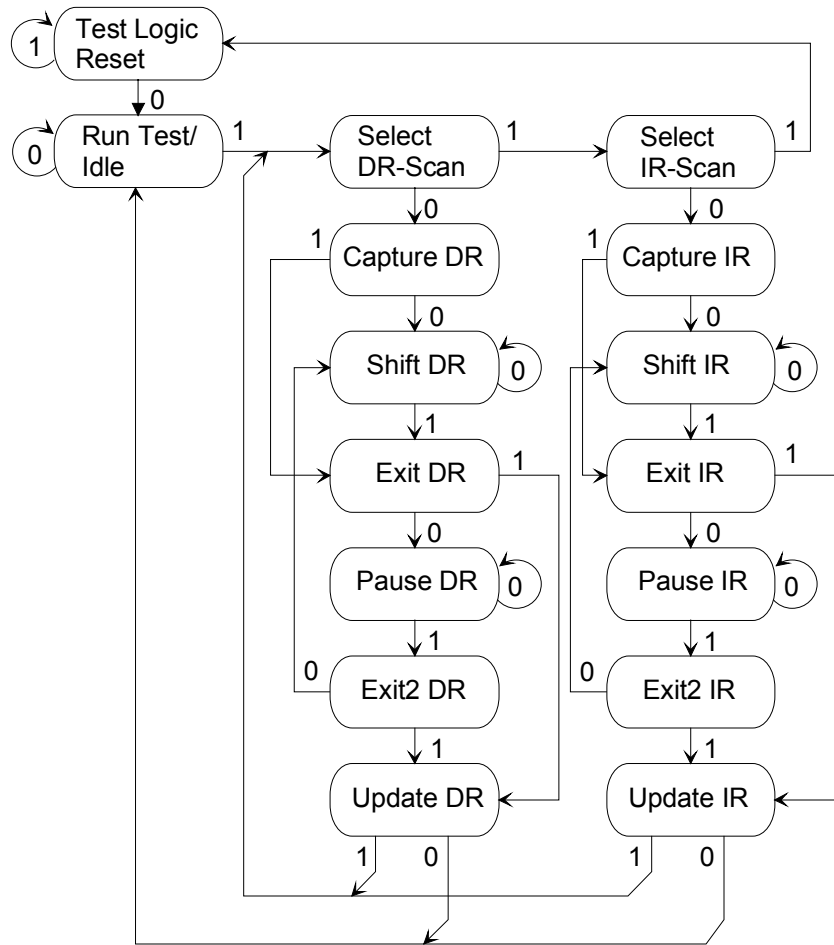 Test Logic
Reset
1
0
Run Test/
Idle
0
1
Select
DR-Scan
1
Select
IR-Scan
1
0
0
1
Capture DR
1
Capture IR
0
0
Shift DR
0
Shift IR
0
1
1
Exit DR
1
Exit IR
1
0
0
Pause DR
0
Pause IR
0
1
1
0
Exit2 DR
0
Exit2 IR
1
1
Update DR
Update IR
1
0
1
0